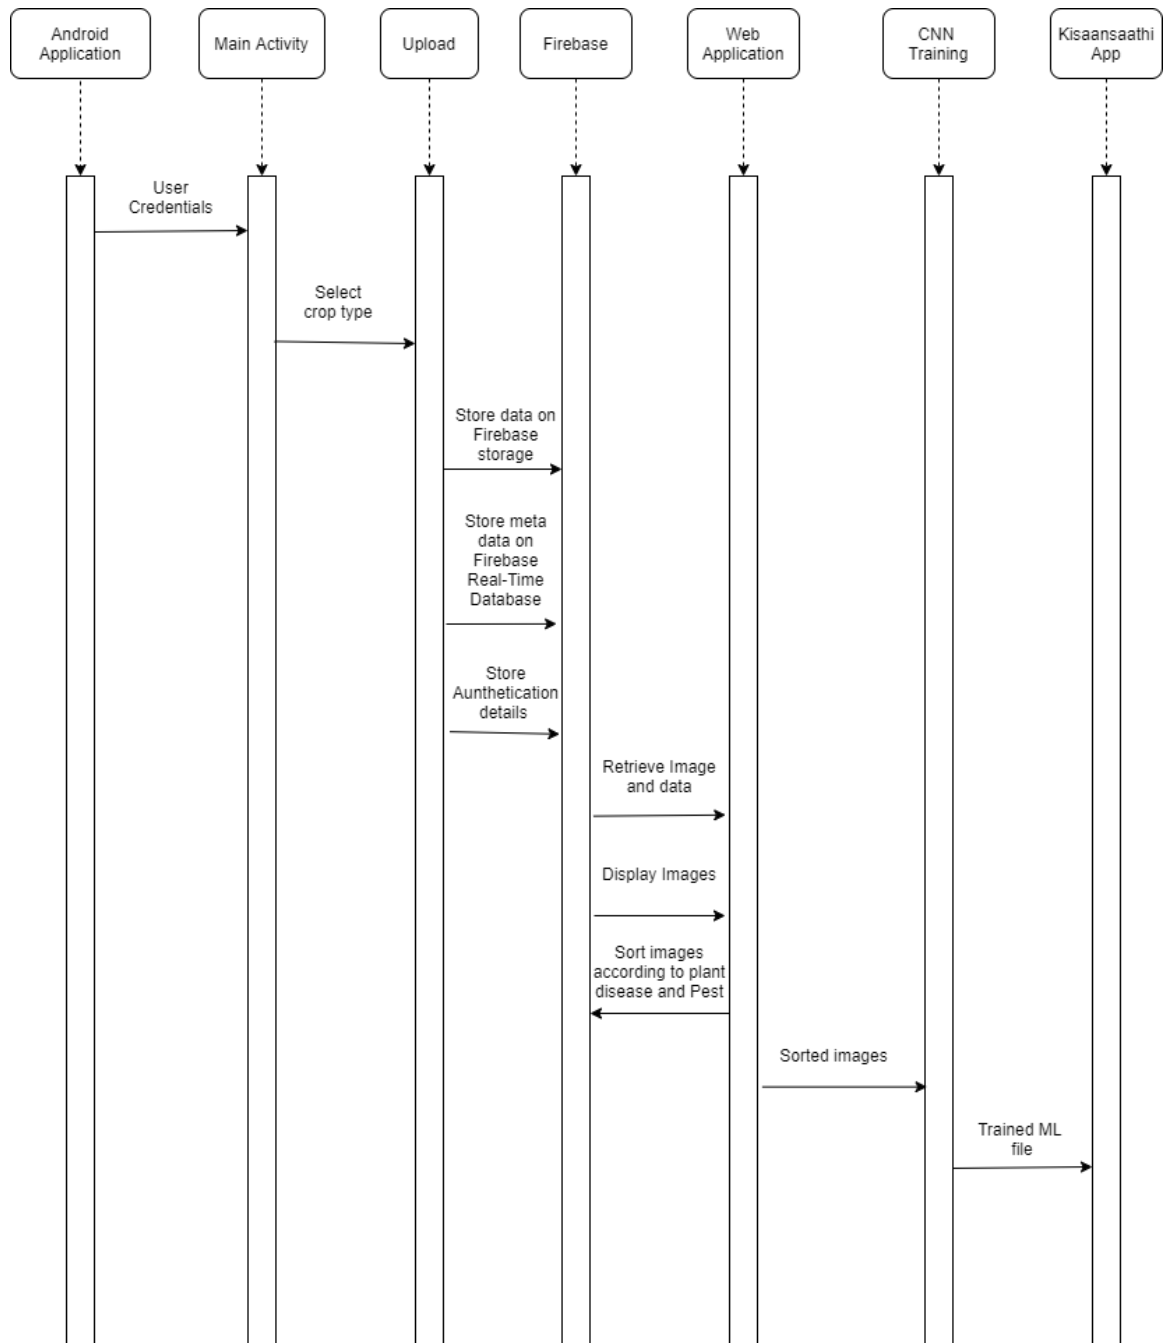 Android
Application
Main Activity
Upload
Firebase
Web
Application
CNN
Training
Kisaansaathi
App
User
Credentials
Select
crop type
Store data on
Firebase
storage
Store meta
data on
Firebase
Real-Time
Database
Store
Aunthetication
details
Retrieve Image
and data
Display Images
Sort images
according to plant
disease and Pest
Sorted images
Trained ML
file